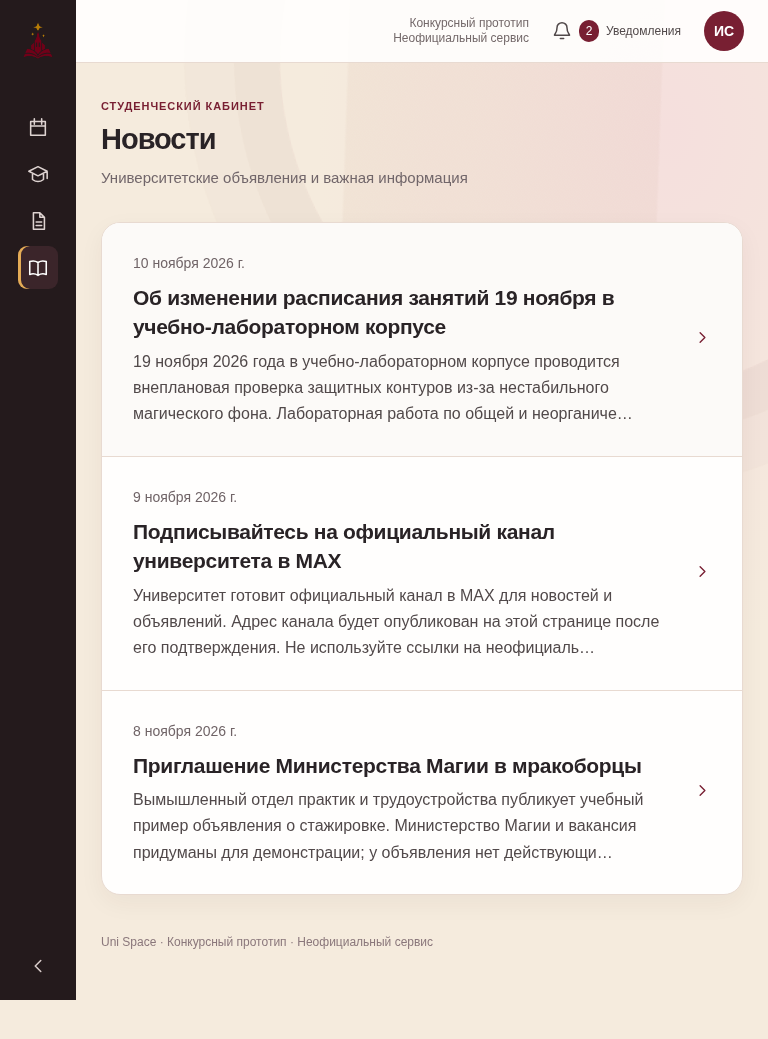 Конкурсный прототип
Неофициальный сервис
2 Уведомления
ИС
СТУДЕНЧЕСКИЙ КАБИНЕТ
Новости
Университетские объявления и важная информация
10 ноября 2026 г.
Об изменении расписания занятий 19 ноября в
учебно-лабораторном корпусе
19 ноября 2026 года в учебно-лабораторном корпусе проводится
внеплановая проверка защитных контуров из-за нестабильного
магического фона. Лабораторная работа по общей и неорганиче…
9 ноября 2026 г.
Подписывайтесь на официальный канал
университета в MAX
Университет готовит официальный канал в MAX для новостей и
объявлений. Адрес канала будет опубликован на этой странице после
его подтверждения. Не используйте ссылки на неофициаль…
8 ноября 2026 г.
Приглашение Министерства Магии в мракоборцы
Вымышленный отдел практик и трудоустройства публикует учебный
пример объявления о стажировке. Министерство Магии и вакансия
придуманы для демонстрации; у объявления нет действующи…
Uni Space · Конкурсный прототип · Неофициальный сервис